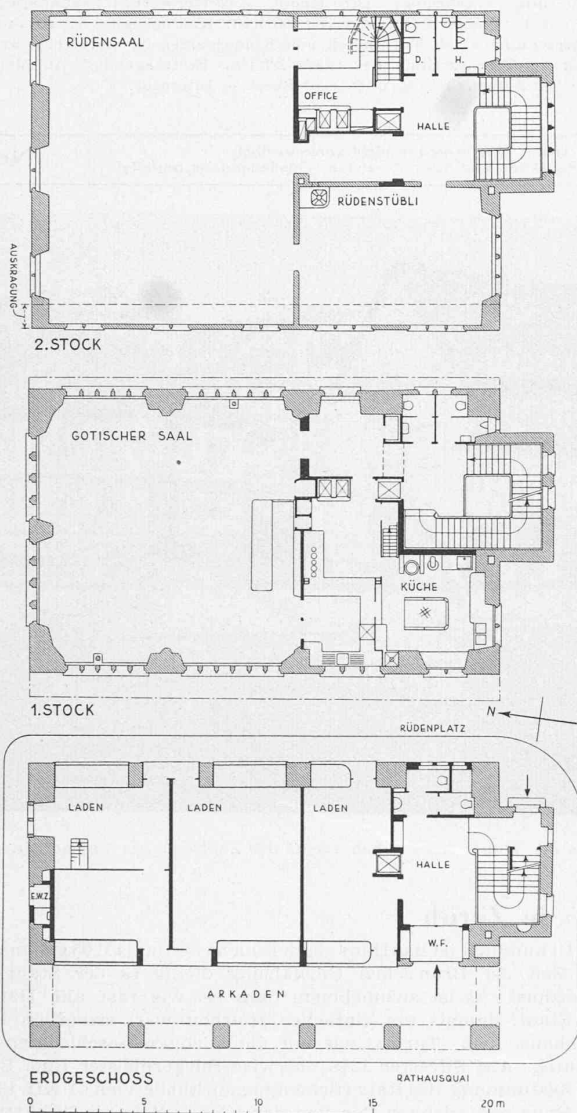 RÜDENSAAL
D.
H.
OFFICE
HALLE
RÜDENSTÜBLI
AUSKRAGUNG
2.STOCK
GOTISCHER SAAL
KÜCHE
1.STOCK
N
RÜDENPLATZ
LADEN
LADEN
LADEN
HALLE
E.W.Z.
W.F.
ARKADEN
ERDGESCHOSS
RATHAUSQUAI
0
5
10
15
20 m